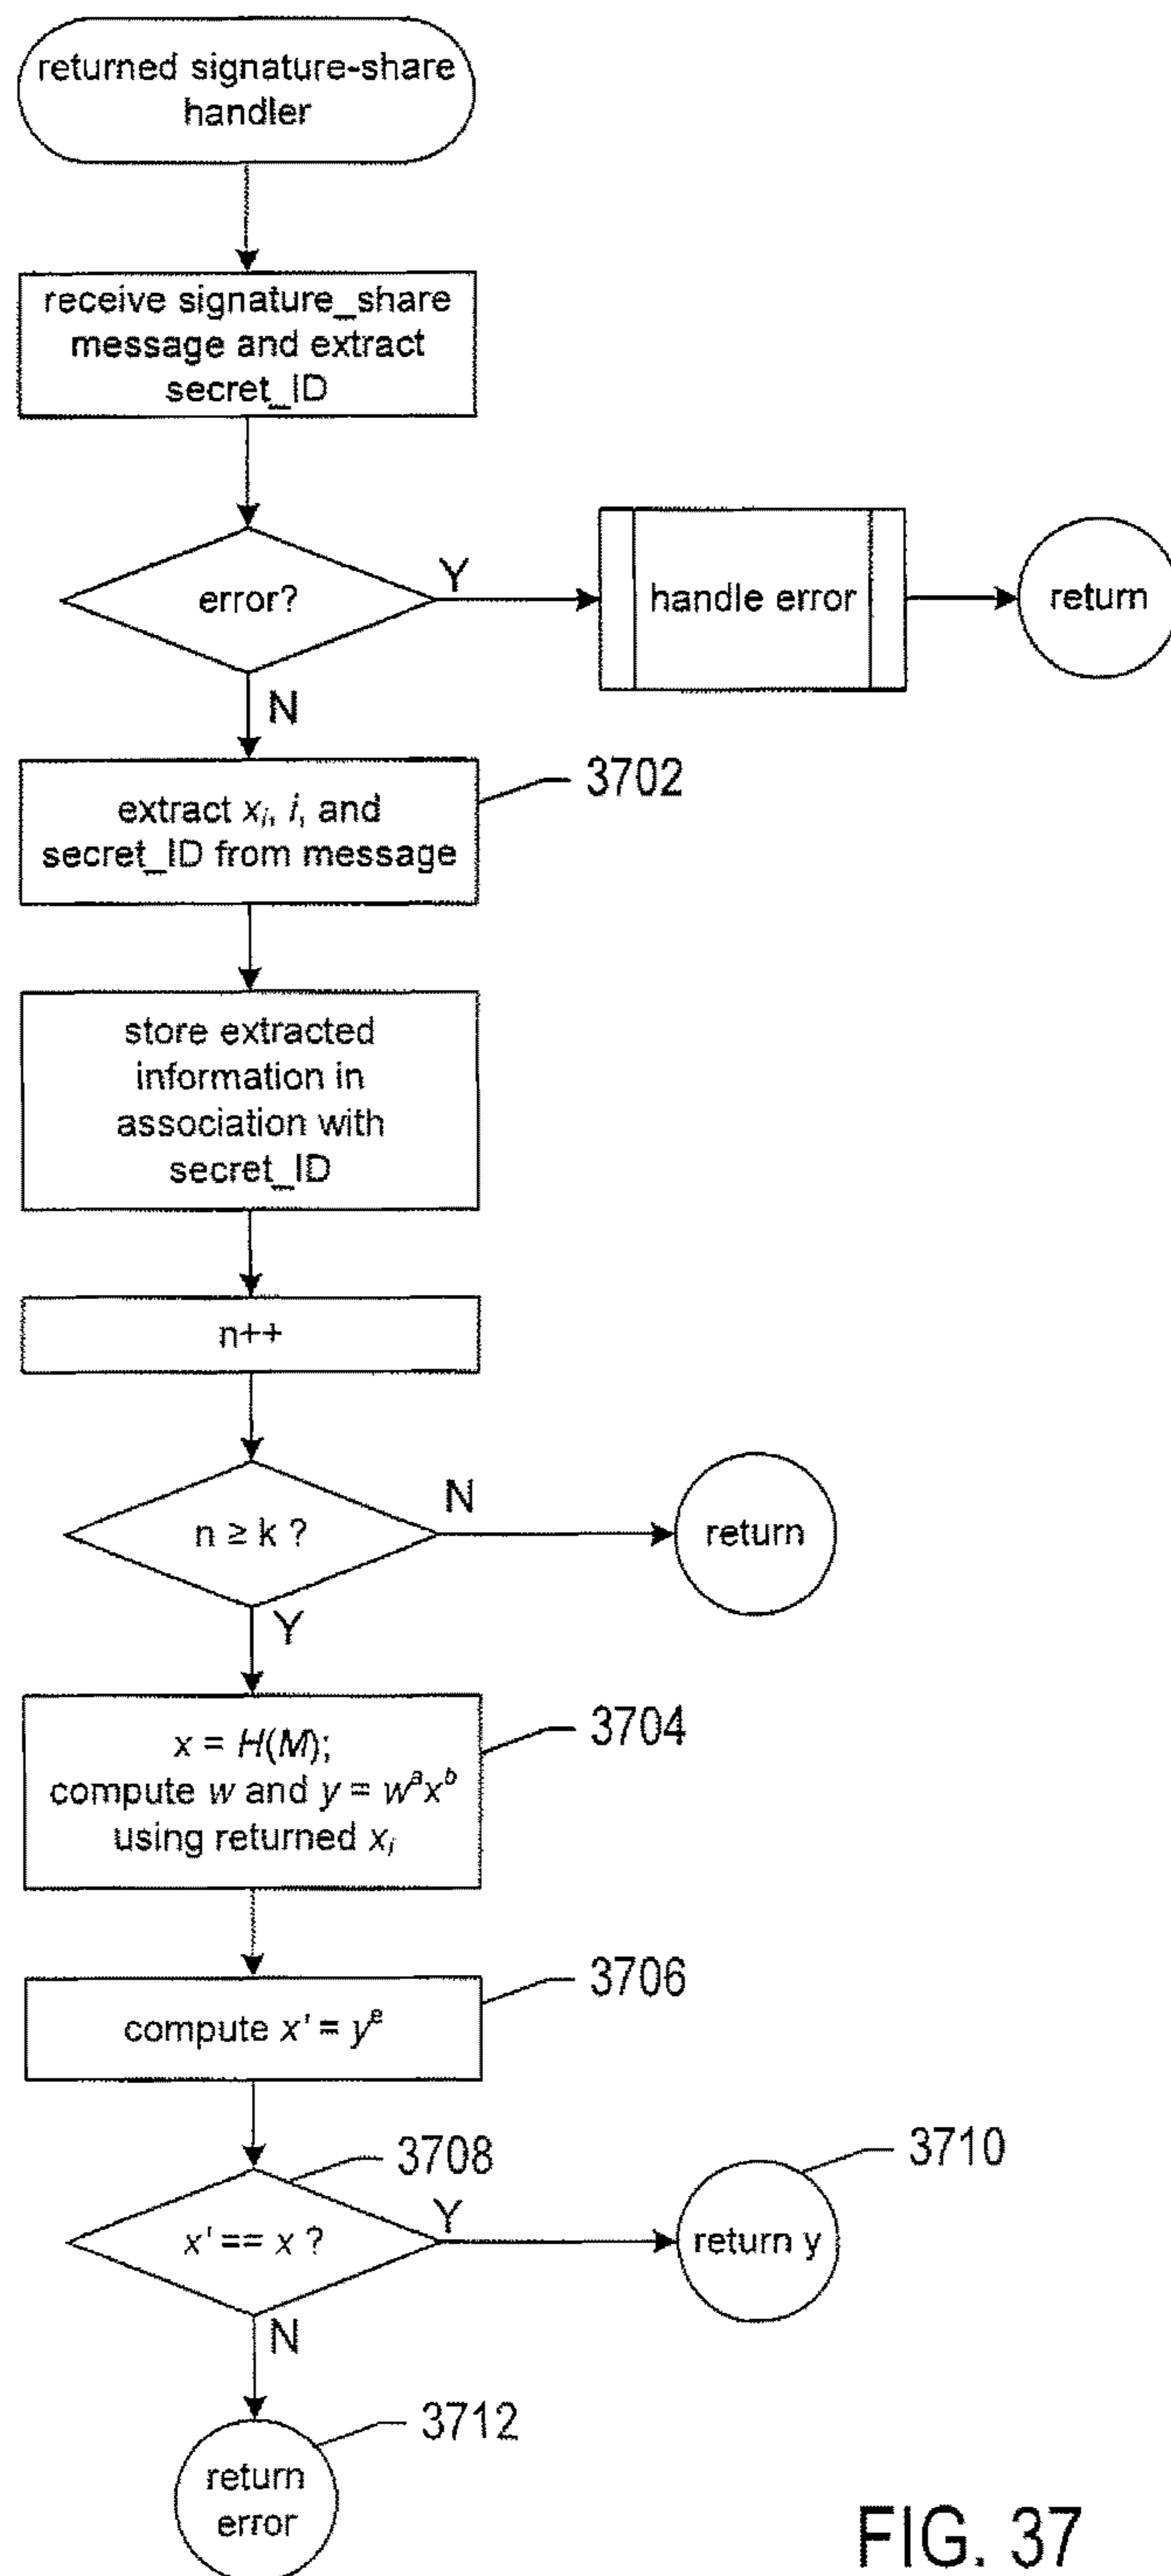 returned signature-share
handler
receive signature_share
message and extract
secret_ID
error?
Y
handle error
return
N
3702
extract xᵢ, i, and
secret_ID from message
store extracted
information in
association with
secret_ID
n++
n ≥ k ?
N
return
Y
3704
x = H(M);
compute w and y = wᵃxᵇ
using returned xᵢ
3706
compute x' = yᵉ
3708
x' == x ?
Y
3710
return y
N
3712
return
error
FIG. 37